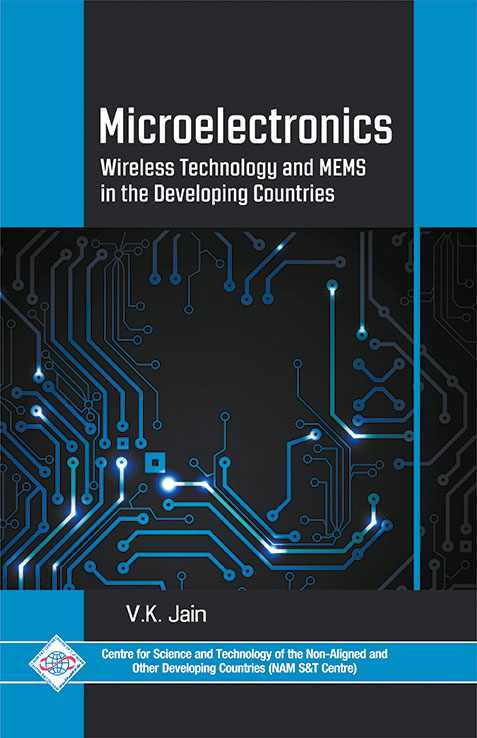 Microelectronics
Wireless Technology and MEMS
in the Developing Countries
V.K. Jain
Centre for Science and Technology of the Non-Aligned and
Other Developing Countries (NAM S&T Centre)